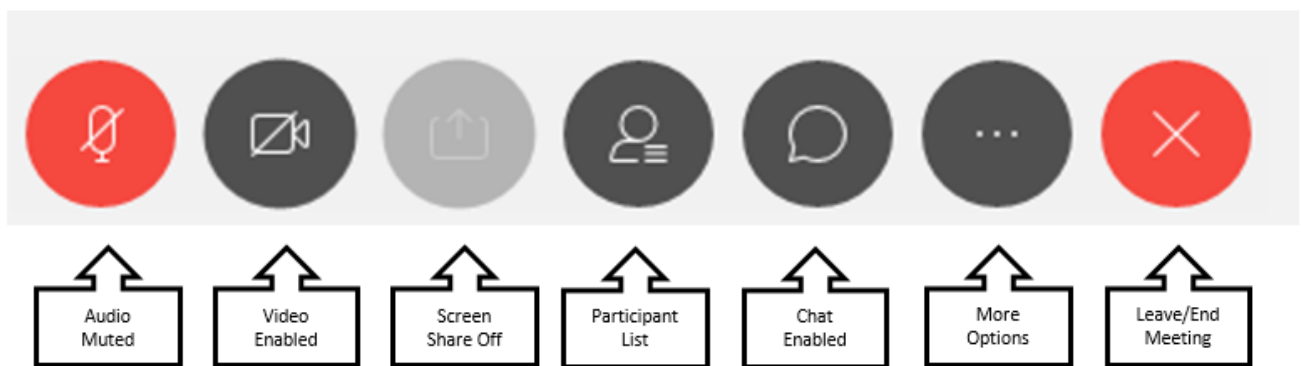 Audio
Muted
Video
Enabled
Screen
Share Off
Participant
List
Chat
Enabled
More
Options
Leave/End
Meeting